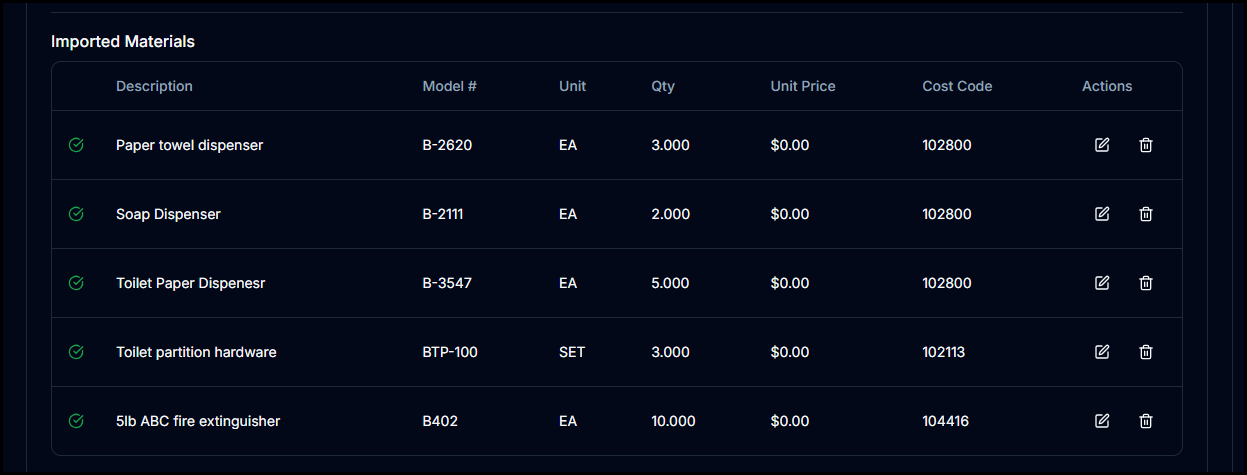 Imported Materials
Description Model # Unit Qty Unit Price Cost Code Actions
Paper towel dispenser B-2620 EA 3.000 $0.00 102800
Soap Dispenser B-2111 EA 2.000 $0.00 102800
Toilet Paper Dispenesr B-3547 EA 5.000 $0.00 102800
Toilet partition hardware BTP-100 SET 3.000 $0.00 102113
5lb ABC fire extinguisher B402 EA 10.000 $0.00 104416